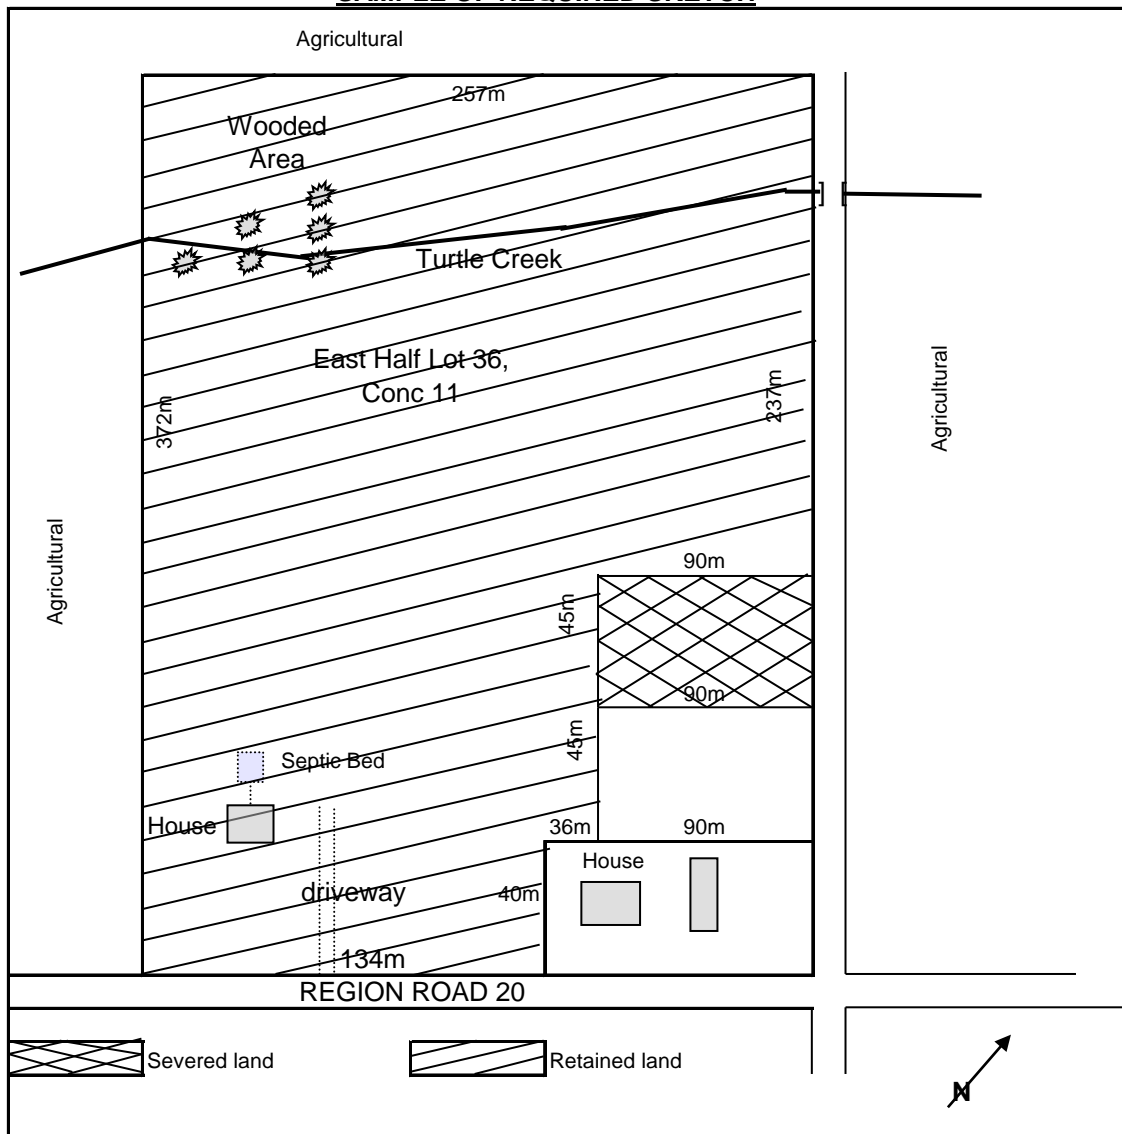 Agricultural
257m
Wooded
Area
Turtle Creek
East Half Lot 36,
Conc 11
372m
237m
Agricultural
Agricultural
90m
45m
90m
45m
Septic Bed
House
36m
90m
House
driveway
40m
134m
REGION ROAD 20
Severed land
Retained land
N